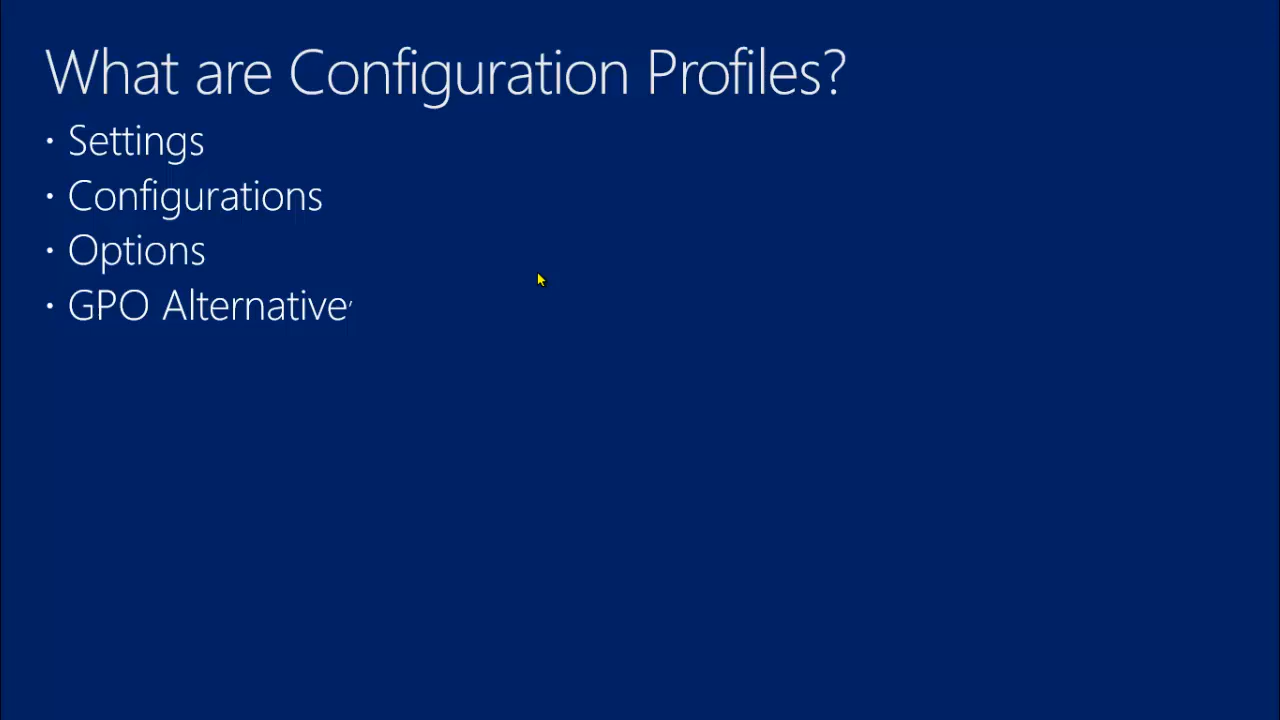 What are Configuration Profiles?
• Settings
• Configurations
• Options
• GPO Alternative’